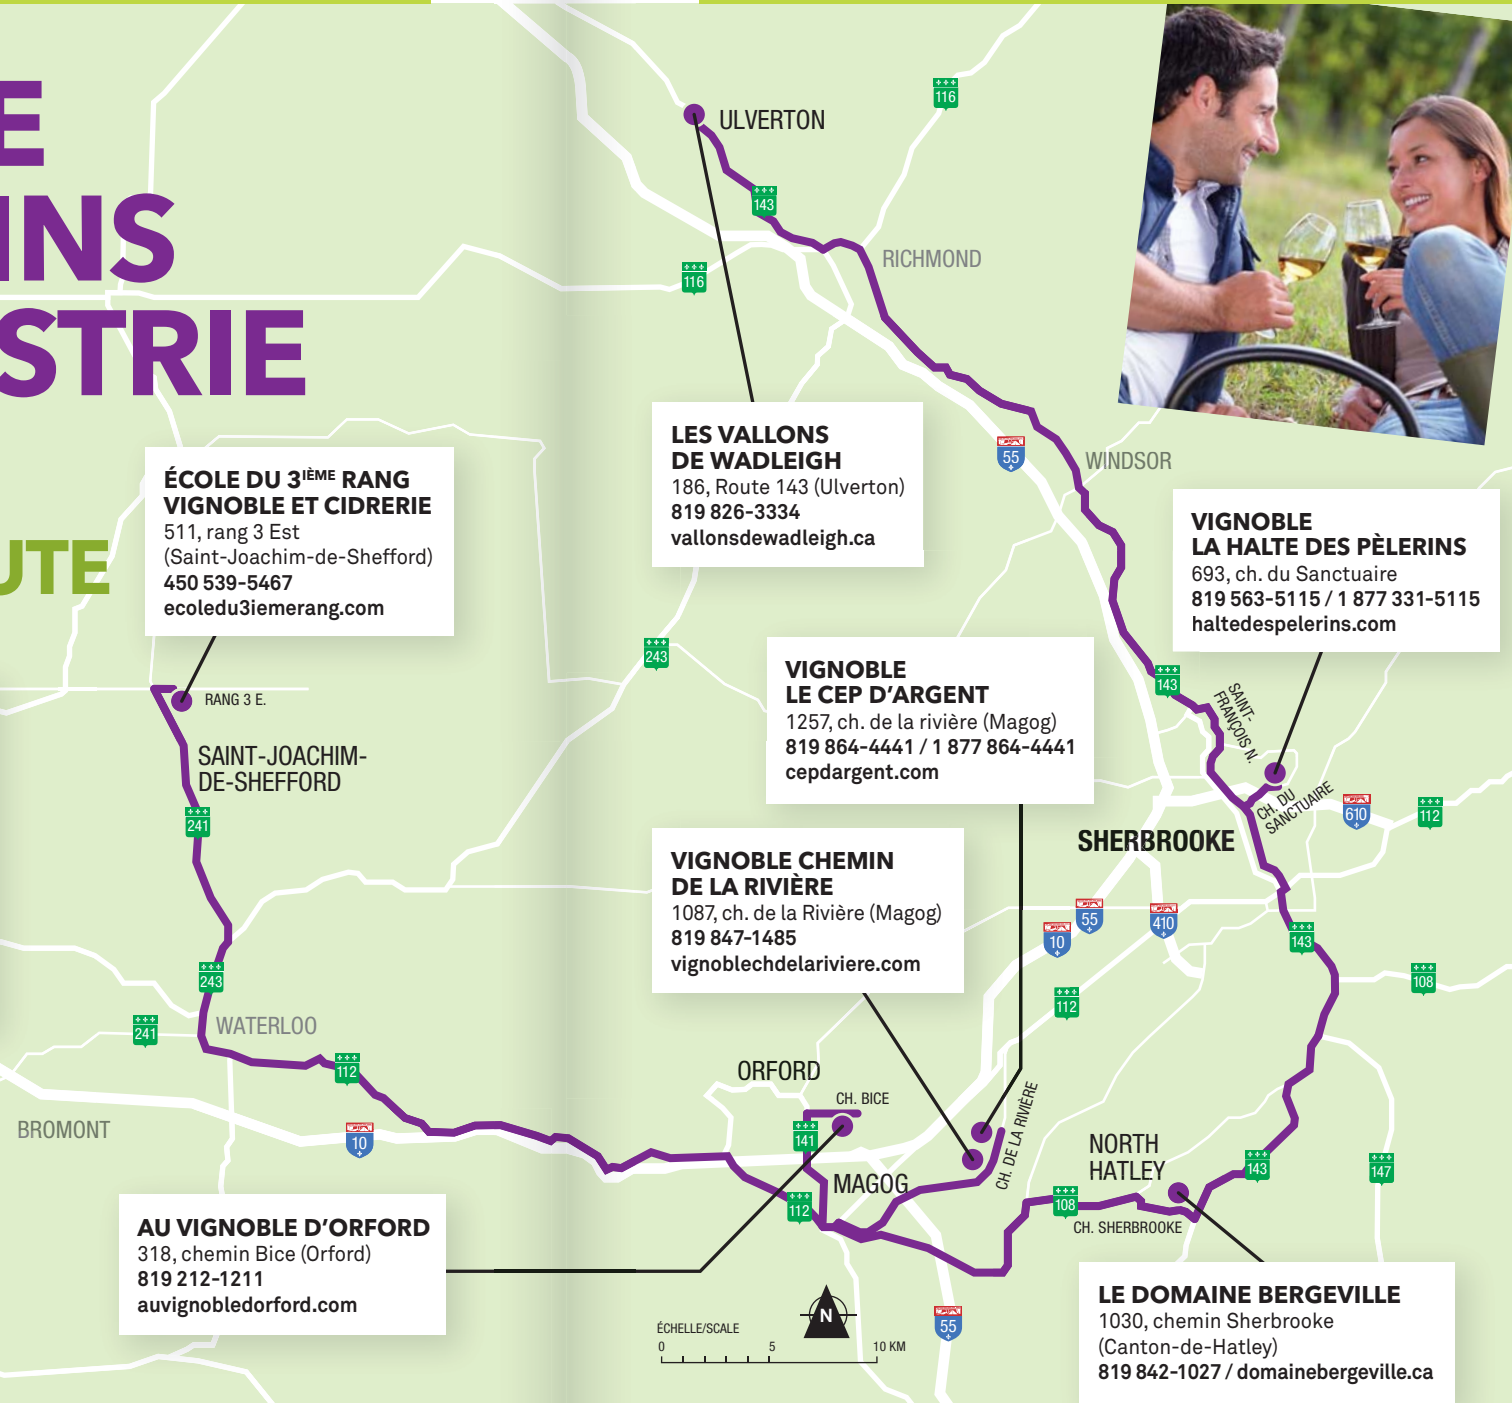 E
INS
STRIE
UTE
116
ULVERTON
143
116
RICHMOND
LES VALLONS
DE WADLEIGH
186, Route 143 (Ulverton)
819 826-3334
vallonsdewadleigh.ca
55
WINDSOR
ÉCOLE DU 3IÈME RANG
VIGNOBLE ET CIDRERIE
511, rang 3 Est
(Saint-Joachim-de-Shefford)
450 539-5467
ecoledu3iemerang.com
VIGNOBLE
LA HALTE DES PÈLERINS
693, ch. du Sanctuaire
819 563-5115 / 1 877 331-5115
haltedespelerins.com
243
VIGNOBLE
LE CEP D'ARGENT
1257, ch. de la rivière (Magog)
819 864-4441 / 1 877 864-4441
cepdargent.com
143
SAINT-
FRANÇOIS N.
RANG 3 E.
SAINT-JOACHIM-
DE-SHEFFORD
241
CH. DU
SANCTUAIRE
610
112
SHERBROOKE
VIGNOBLE CHEMIN
DE LA RIVIÈRE
1087, ch. de la Rivière (Magog)
819 847-1485
vignoblechdelariviere.com
55
10
410
143
243
108
112
241
WATERLOO
112
ORFORD
CH. BICE
BROMONT
10
141
CH. DE LA RIVIÈRE
NORTH
HATLEY
143
147
MAGOG
112
108
CH. SHERBROOKE
AU VIGNOBLE D'ORFORD
318, chemin Bice (Orford)
819 212-1211
auvignobledorford.com
LE DOMAINE BERGEVILLE
1030, chemin Sherbrooke
(Canton-de-Hatley)
819 842-1027 / domainebergeville.ca
N
55
ÉCHELLE/SCALE
0 5 10 KM